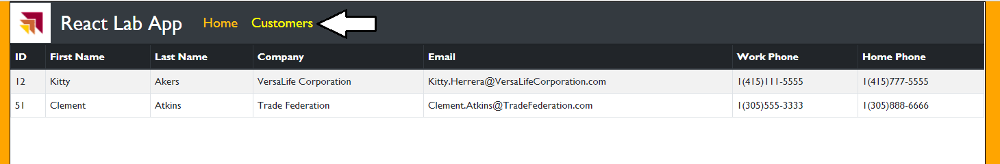 React Lab App Home Customers
ID First Name Last Name Company Email Work Phone Home Phone
12 Kitty Akers VersaLife Corporation Kitty.Herrera@VersaLifeCorporation.com 1(415)111-5555 1(415)777-5555
51 Clement Atkins Trade Federation Clement.Atkins@TradeFederation.com 1(305)555-3333 1(305)888-6666